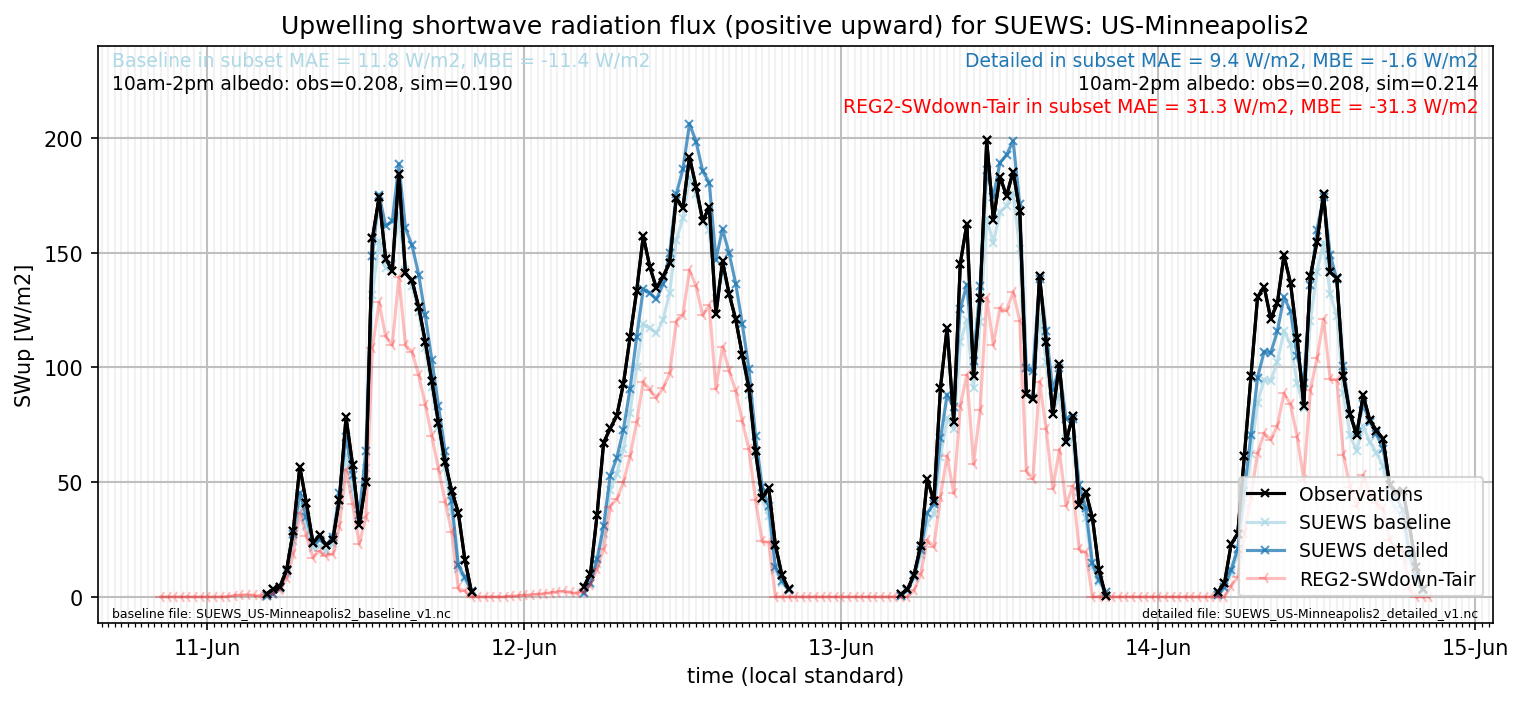 Upwelling shortwave radiation flux (positive upward) for SUEWS: US-Minneapolis2
Baseline in subset MAE = 11.8 W/m2, MBE = -11.4 W/m2
10am-2pm albedo: obs=0.208, sim=0.190
Detailed in subset MAE = 9.4 W/m2, MBE = -1.6 W/m2
10am-2pm albedo: obs=0.208, sim=0.214
REG2-SWdown-Tair in subset MAE = 31.3 W/m2, MBE = -31.3 W/m2
SWup [W/m2]
200
150
100
50
0
Observations
SUEWS baseline
SUEWS detailed
REG2-SWdown-Tair
baseline file: SUEWS_US-Minneapolis2_baseline_v1.nc
detailed file: SUEWS_US-Minneapolis2_detailed_v1.nc
11-Jun
12-Jun
13-Jun
14-Jun
15-Jun
time (local standard)